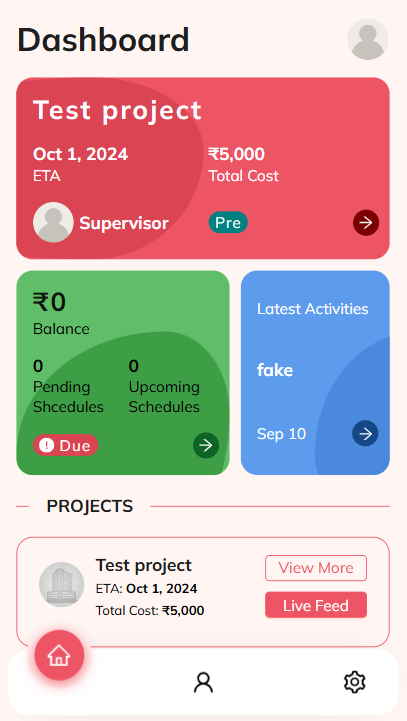 Dashboard
Test project
Oct 1, 2024 ₹5,000
ETA Total Cost
Supervisor Pre
₹0
Balance
0 0
Pending Upcoming
Shcedules Schedules
Due
Latest Activities
fake
Sep 10
PROJECTS
Test project
ETA: Oct 1, 2024
Total Cost: ₹5,000
View More
Live Feed